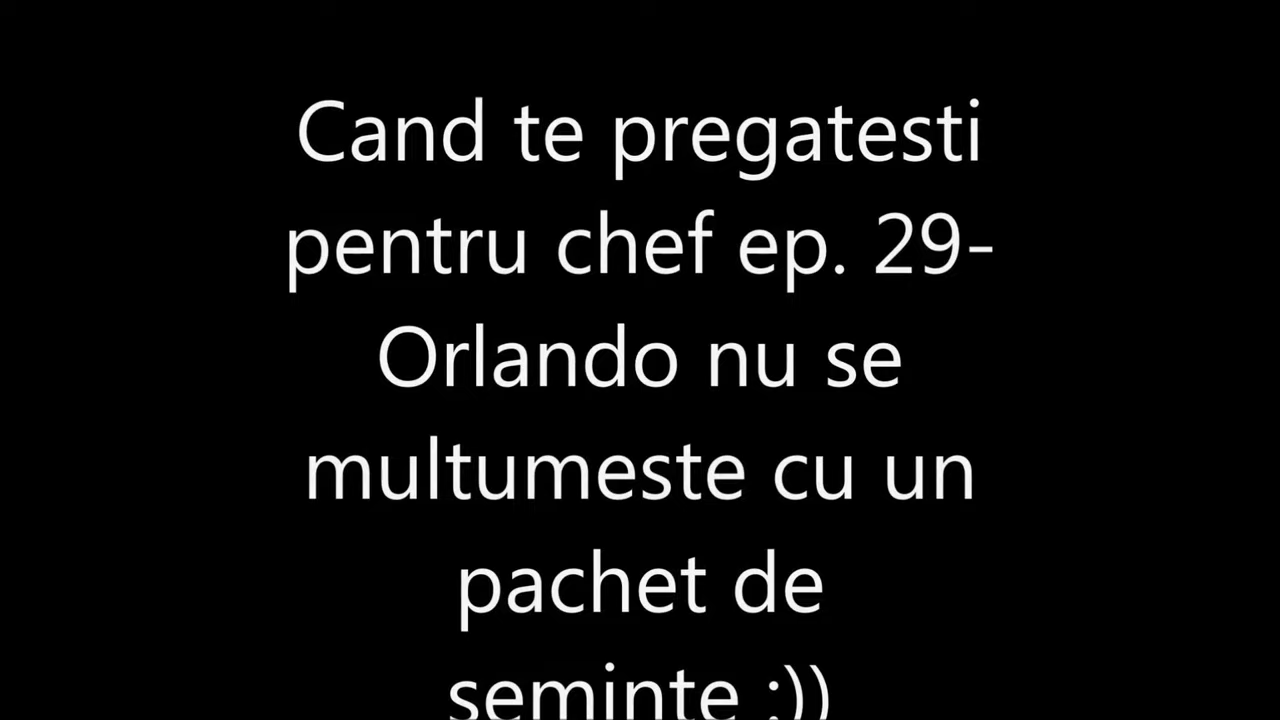 Cand te pregatesti
pentru chef ep. 29-
Orlando nu se
multumeste cu un
pachet de
seminte :))